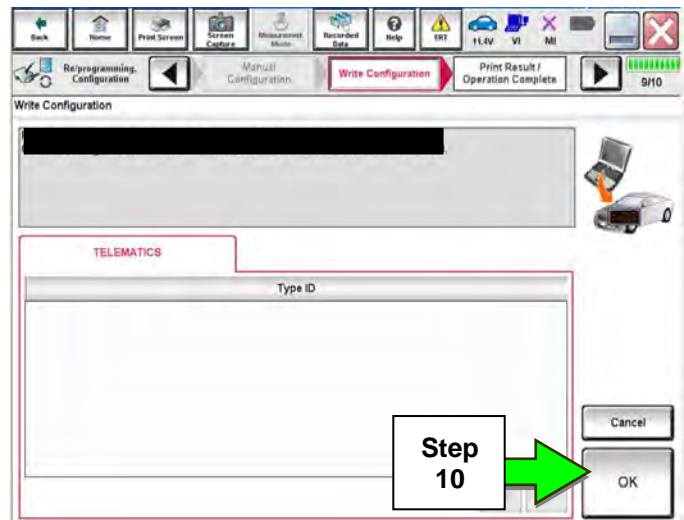 Back
Home
Print Screen
Screen
Capture
Measurement
Mode
Recorded
Data
Help
ERT
11.4V
VI
MI
Re/programming,
Configuration
Manual
Configuration
Write Configuration
Print Result /
Operation Complete
9/10
Write Configuration
TELEMATICS
Type ID
Cancel
Step
10
OK